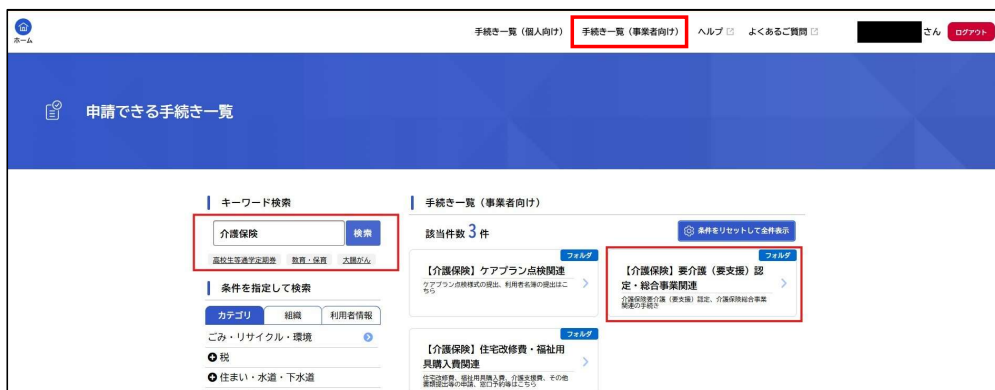 ホーム
手続き一覧（個人向け） 手続き一覧（事業者向け） ヘルプ よくあるご質問 さん ログアウト
申請できる手続き一覧
キーワード検索
介護保険 検索
高校生等通学定期券 教育・保育 大腸がん
条件を指定して検索
カテゴリ 組織 利用者情報
ごみ・リサイクル・環境
税
住まい・水道・下水道
手続き一覧（事業者向け）
該当件数 3 件 条件をリセットして全件表示
フォルダ
【介護保険】ケアプラン点検関連
ケアプラン点検様式の提出、利用者名簿の提出はこ
ちら
フォルダ
【介護保険】要介護（要支援）認
定・総合事業関連
介護保険要介護（要支援）認定、介護保険総合事業
関連の手続き
フォルダ
【介護保険】住宅改修費・福祉用
具購入費関連
住宅改修費、福祉用具購入費、介護支援費、その他
書類提出等の申請、窓口予約等はこちら